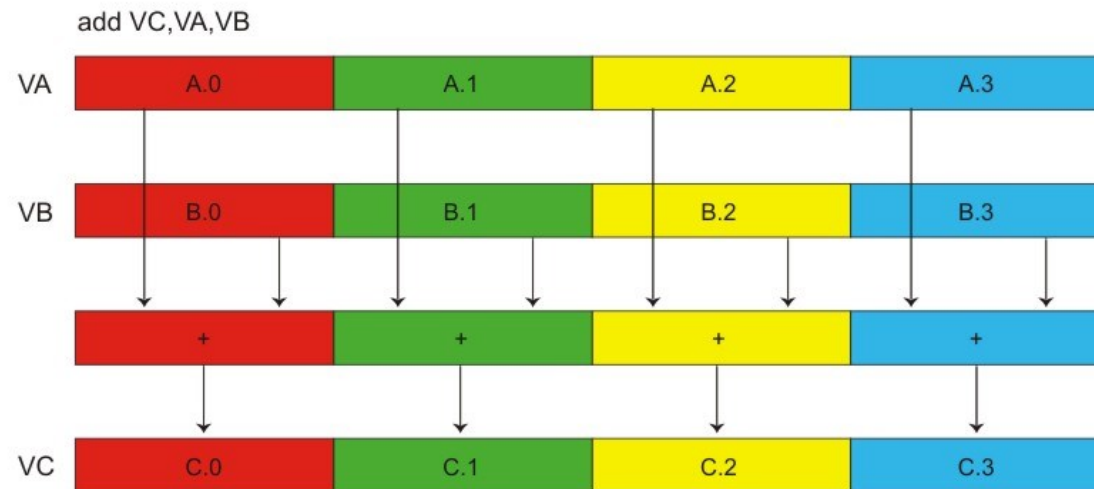 add VC,VA,VB
VA A.0 A.1 A.2 A.3
VB B.0 B.1 B.2 B.3
+ + + +
VC C.0 C.1 C.2 C.3